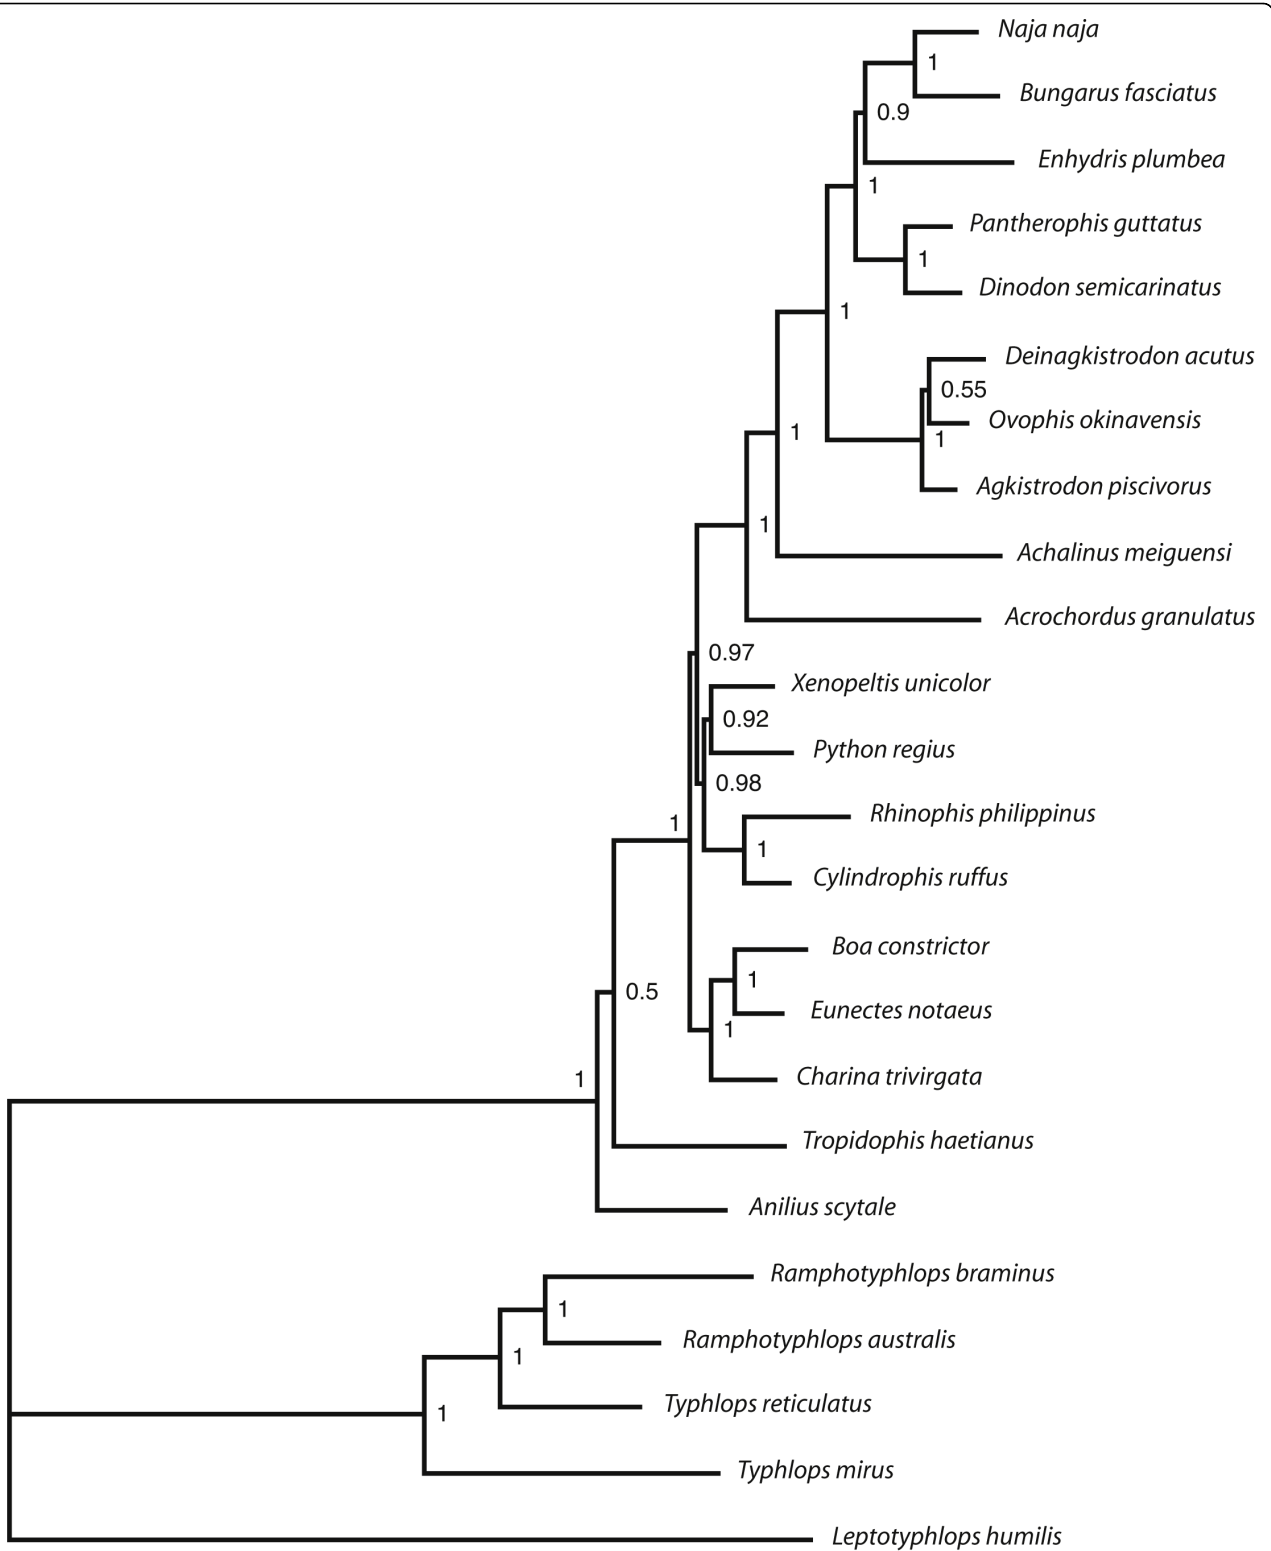 Naja naja
1
Bungarus fasciatus
0.9
Enhydris plumbea
1
Pantherophis guttatus
1
Dinodon semicarinatus
1
Deinagkistrodon acutus
0.55
Ovophis okinavensis
1
1
Agkistrodon piscivorus
1
Achalinus meiguensi
Acrochordus granulatus
0.97
Xenopeltis unicolor
0.92
Python regius
0.98
Rhinophis philippinus
1
1
Cylindrophis ruffus
Boa constrictor
1
0.5
Eunectes notaeus
1
Charina trivirgata
1
Tropidophis haetianus
Anilius scytale
Ramphotyphlops braminus
1
Ramphotyphlops australis
1
Typhlops reticulatus
1
Typhlops mirus
Leptotyphlops humilis